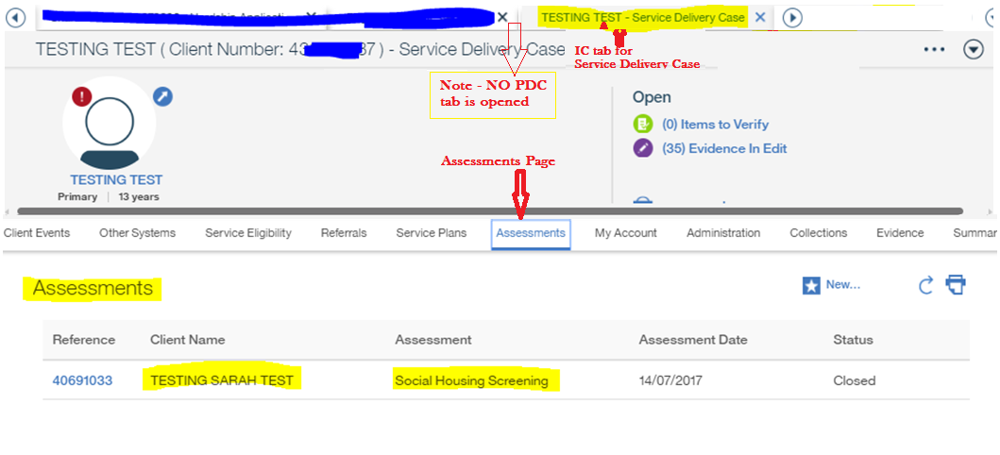 TESTING TEST - Service Delivery Case
TESTING TEST ( Client Number: 43 37 ) - Service Delivery Case
IC tab for
Service Delivery Case
Note - NO PDC
tab is opened
Open
(0) Items to Verify
(35) Evidence In Edit
TESTING TEST
Primary | 13 years
Assessments Page
Client Events Other Systems Service Eligibility Referrals Service Plans Assessments My Account Administration Collections Evidence Summar
Assessments
New...
Reference Client Name Assessment Assessment Date Status
40691033 TESTING SARAH TEST Social Housing Screening 14/07/2017 Closed